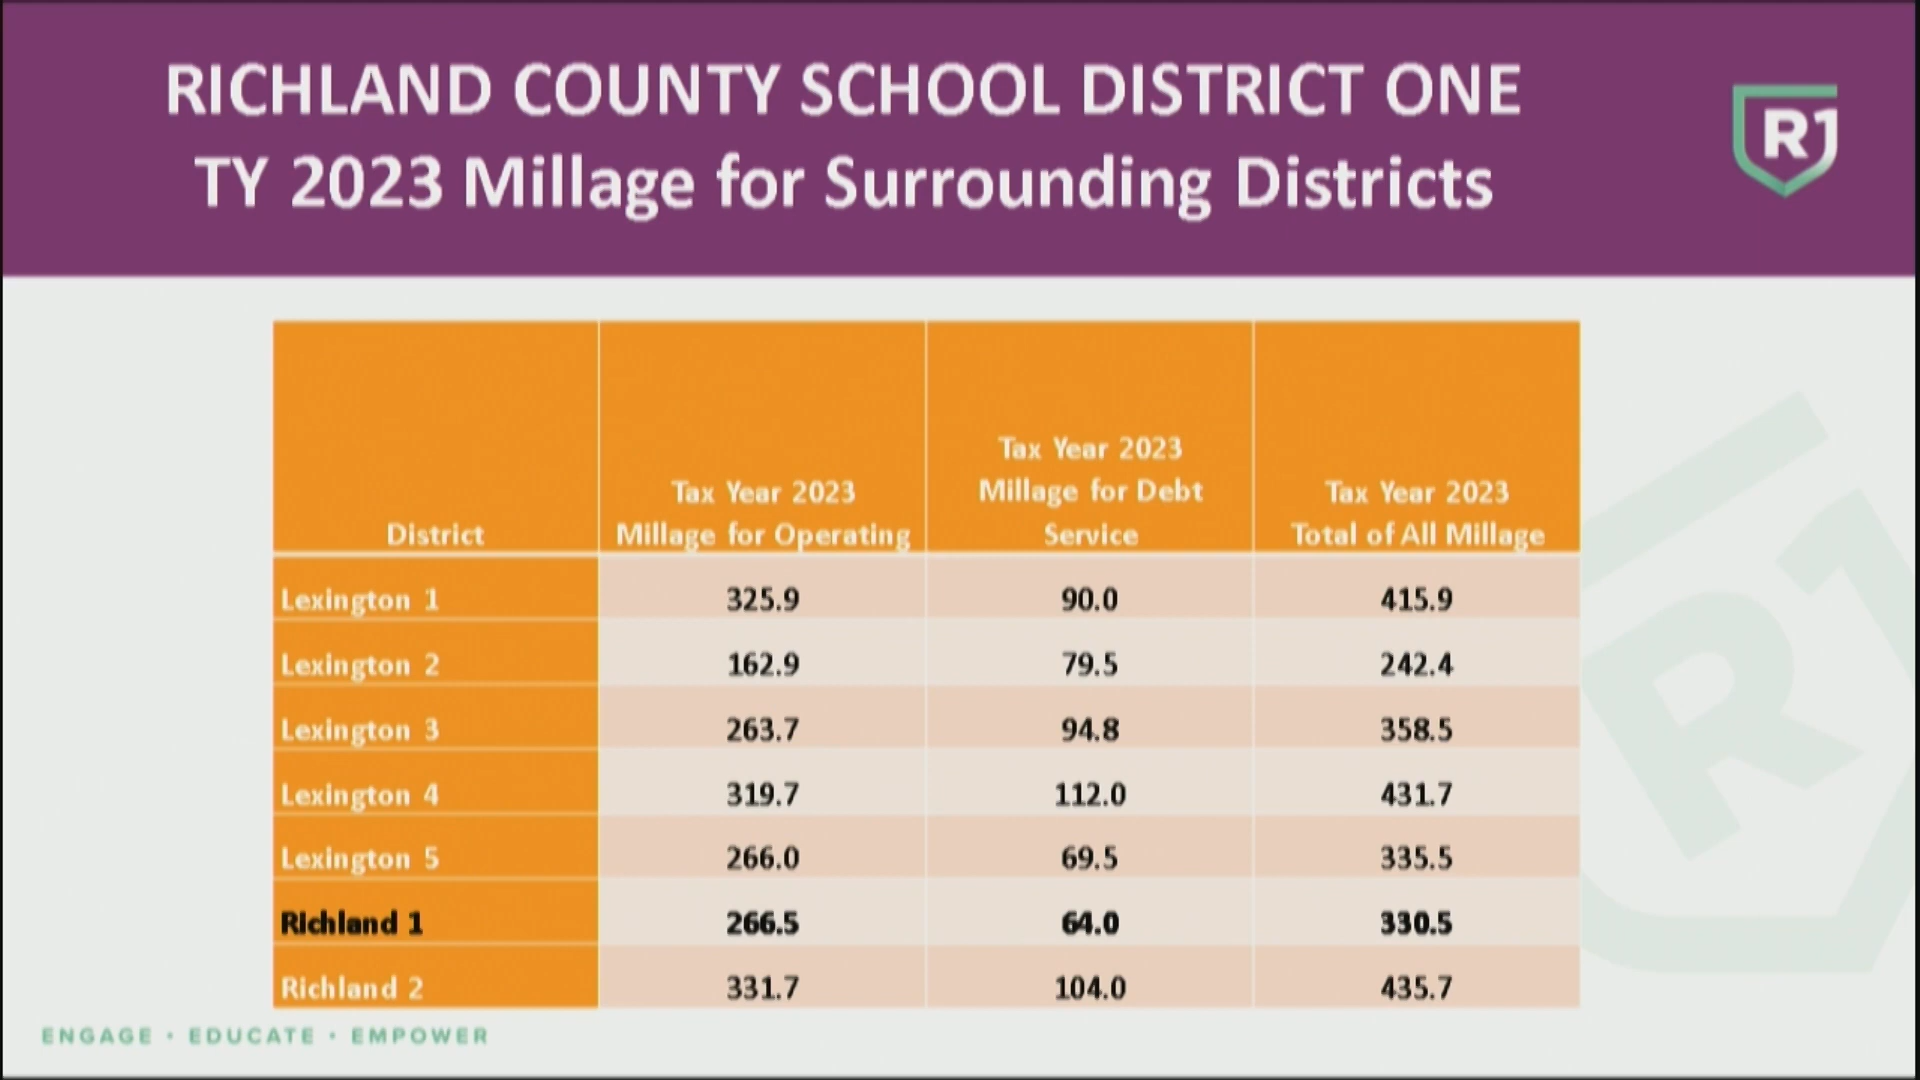 RICHLAND COUNTY SCHOOL DISTRICT ONE
TY 2023 Millage for Surrounding Districts
R1
District
Tax Year 2023
Millage for Operating
Tax Year 2023
Millage for Debt
Service
Tax Year 2023
Total of All Millage
Lexington 1 325.9 90.0 415.9
Lexington 2 162.9 79.5 242.4
Lexington 3 263.7 94.8 358.5
Lexington 4 319.7 112.0 431.7
Lexington 5 266.0 69.5 335.5
Richland 1 266.5 64.0 330.5
Richland 2 331.7 104.0 435.7
R1
ENGAGE • EDUCATE • EMPOWER